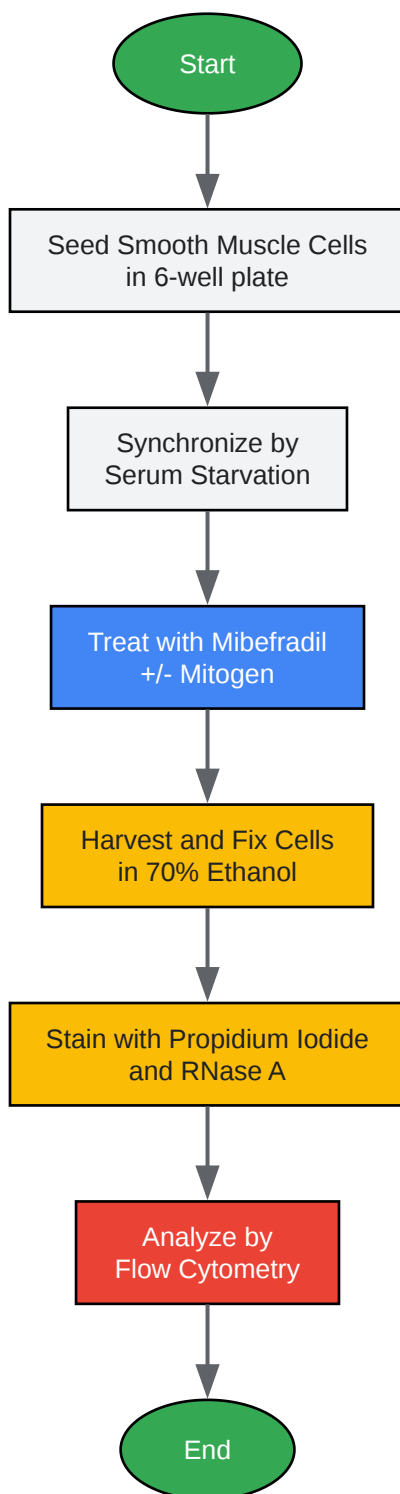 Start
Seed Smooth Muscle Cells
in 6-well plate
Synchronize by
Serum Starvation
Treat with Mibefradil
+/- Mitogen
Harvest and Fix Cells
in 70% Ethanol
Stain with Propidium Iodide
and RNase A
Analyze by
Flow Cytometry
End